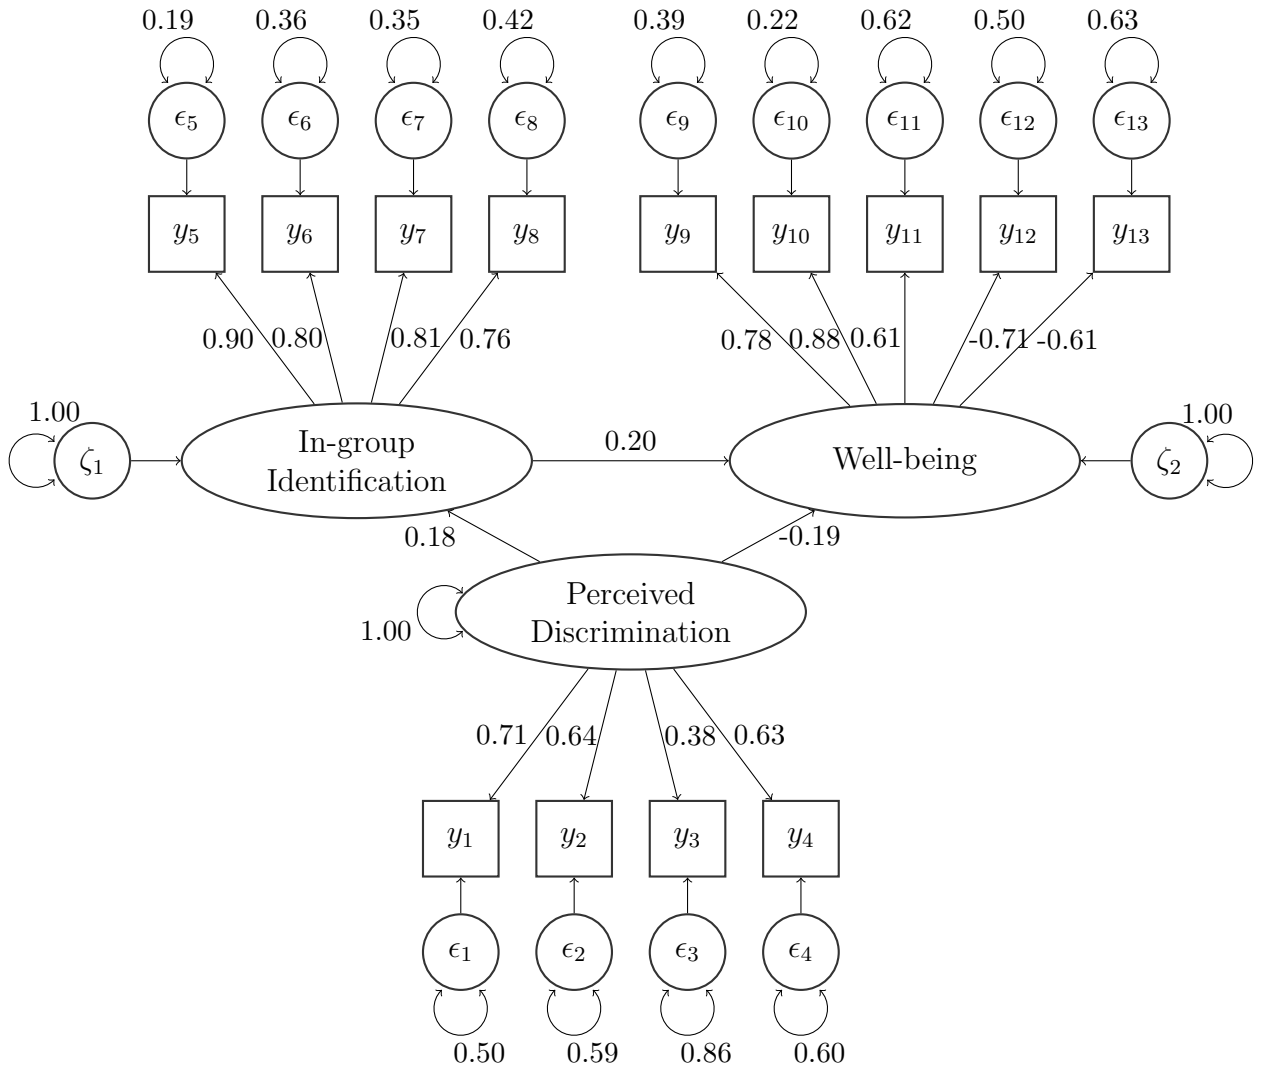 0.19 0.36 0.35 0.42 0.39 0.22 0.62 0.50 0.63
ϵ5 ϵ6 ϵ7 ϵ8 ϵ9 ϵ10 ϵ11 ϵ12 ϵ13
y5 y6 y7 y8 y9 y10 y11 y12 y13
0.90 0.80 0.81 0.76 0.78 0.88 0.61 -0.71 -0.61
1.00 1.00
ζ1 In-group
Identification 0.20 Well-being ζ2
0.18 -0.19
Perceived
Discrimination
1.00
0.71 0.64 0.38 0.63
y1 y2 y3 y4
ϵ1 ϵ2 ϵ3 ϵ4
0.50 0.59 0.86 0.60